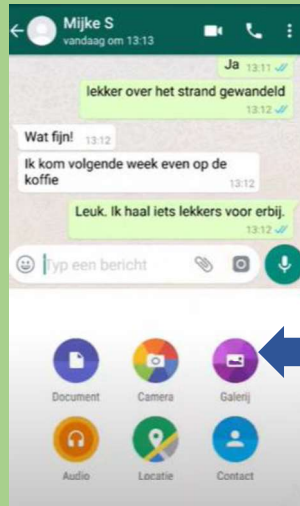 Mijke S
vandaag om 13:13
Ja 13:11
lekker over het strand gewandeld
13:12
Wat fijn! 13:12
Ik kom volgende week even op de
koffie 13:12
Leuk. Ik haal iets lekkers voor erbij.
13:12
Typ een bericht
Document Camera Galerij
Audio Locatie Contact